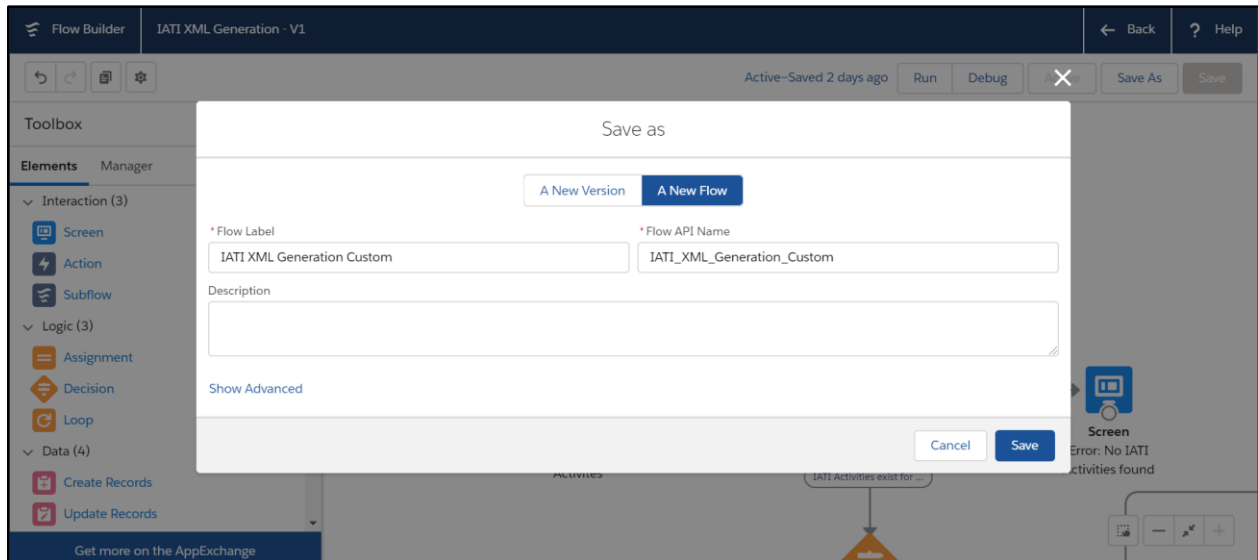 Flow Builder
IATI XML Generation - V1
Back
? Help
Active–Saved 2 days ago
Run
Debug
Save As
Save
Toolbox
Elements
Manager
Interaction (3)
Screen
Action
Subflow
Logic (3)
Assignment
Decision
Loop
Data (4)
Create Records
Update Records
Get more on the AppExchange
Save as
A New Version
A New Flow
* Flow Label
* Flow API Name
IATI XML Generation Custom
IATI_XML_Generation_Custom
Description
Show Advanced
Cancel
Save
Activites
IATI Activities exist for ...
Screen
Error: No IATI
Activities found